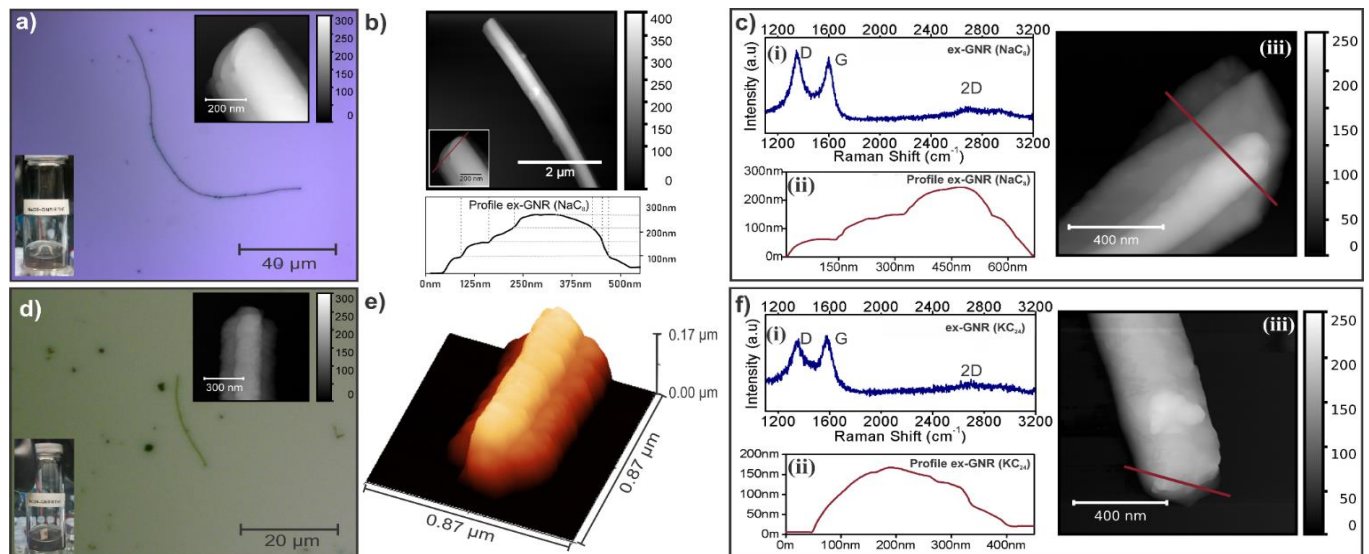 a)
300
200
100
0
200 nm
40 µm
b)
400
350
300
250
200
150
100
50
0
200 nm
2 µm
Profile ex-GNR (NaC₈)
300nm
200nm
100nm
0nm 125nm 250nm 375nm 500nm
c)
1200 1600 2000 2400 2800 3200
(i)
ex-GNR (NaC₈)
D
G
2D
Intensity (a.u)
1200 1600 2000 2400 2800 3200
Raman Shift (cm⁻¹)
(ii)
Profile ex-GNR (NaC₈)
300nm
200nm
100nm
0m
150nm 300nm 450nm 600nm
(iii)
400 nm
250
200
150
100
50
0
d)
300
250
200
150
100
50
0
300 nm
20 µm
e)
0.17 µm
0.00 µm
0.87 µm
0.87 µm
f)
1200 1600 2000 2400 2800 3200
(i)
ex-GNR (KC₂₄)
D
G
2D
Intensity (a.u)
1200 1600 2000 2400 2800 3200
Raman Shift (cm⁻¹)
(ii)
Profile ex-GNR (KC₂₄)
200nm
150nm
100nm
50nm
0m
0m 100nm 200nm 300nm 400nm
(iii)
400 nm
250
200
150
100
50
0